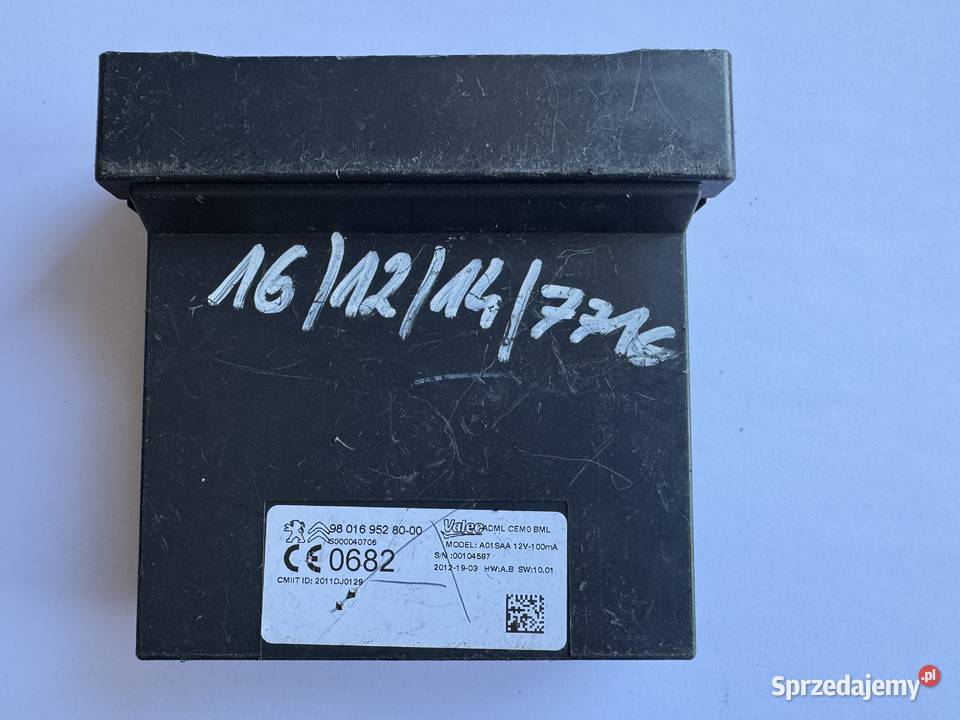 16/12/14/771c
98 016 952 80-00
S000040706
CE 0682
CMIIT ID: 2011DJ0129
Valeo ADML CEM0 BML
MODEL: A01SAA 12V-100mA
S/N :00104587
2012-19-03 HW:A.B SW:10.01
Sprzedajemy.pl